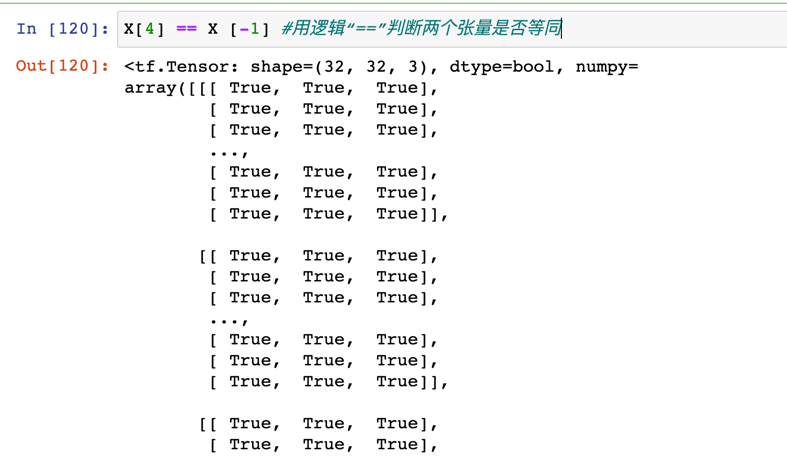 In [120]: X[4] == X [-1] #用逻辑“==”判断两个张量是否等同
Out[120]: <tf.Tensor: shape=(32, 32, 3), dtype=bool, numpy=
array([[[ True,  True,  True],
        [ True,  True,  True],
        [ True,  True,  True],
        ...,
        [ True,  True,  True],
        [ True,  True,  True],
        [ True,  True,  True]],
       [[ True,  True,  True],
        [ True,  True,  True],
        [ True,  True,  True],
        ...,
        [ True,  True,  True],
        [ True,  True,  True],
        [ True,  True,  True]],
       [[ True,  True,  True],
        [ True,  True,  True],